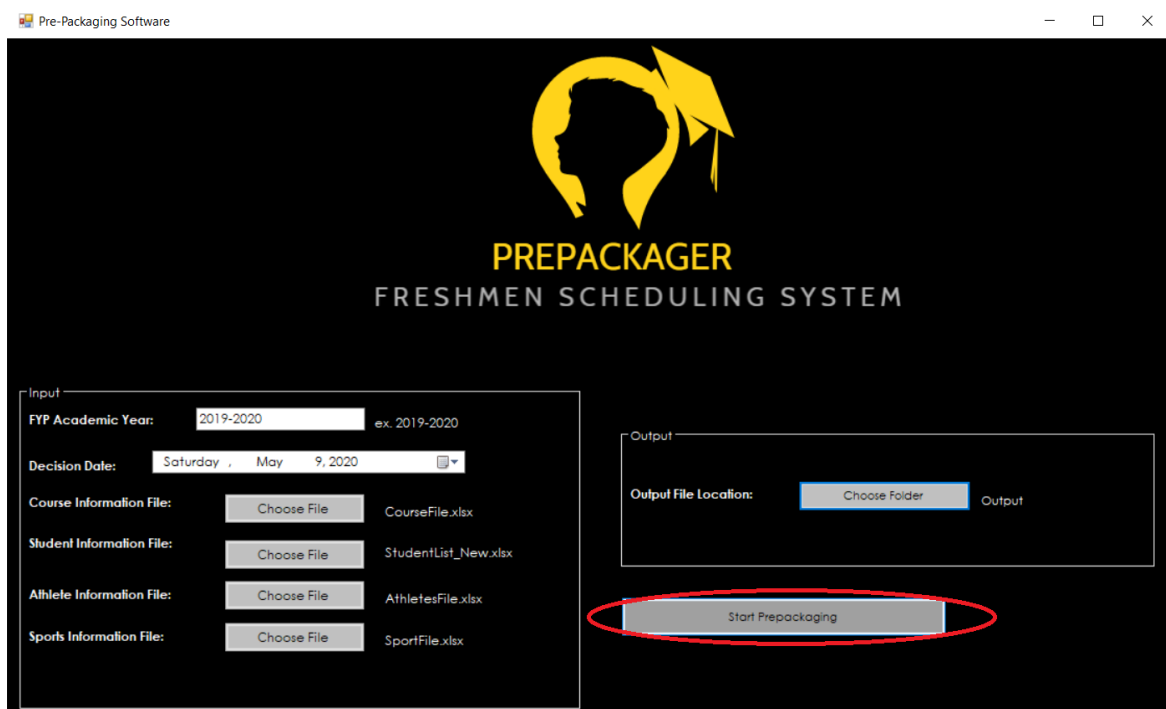 Pre-Packaging Software
PREPACKAGER
FRESHMEN SCHEDULING SYSTEM
Input
FYP Academic Year: 2019-2020 ex. 2019-2020
Decision Date: Saturday , May 9, 2020
Course Information File: Choose File CourseFile.xlsx
Student Information File: Choose File StudentList_New.xlsx
Athlete Information File: Choose File AthletesFile.xlsx
Sports Information File: Choose File SportFile.xlsx
Output
Output File Location: Choose Folder Output
Start Prepackaging